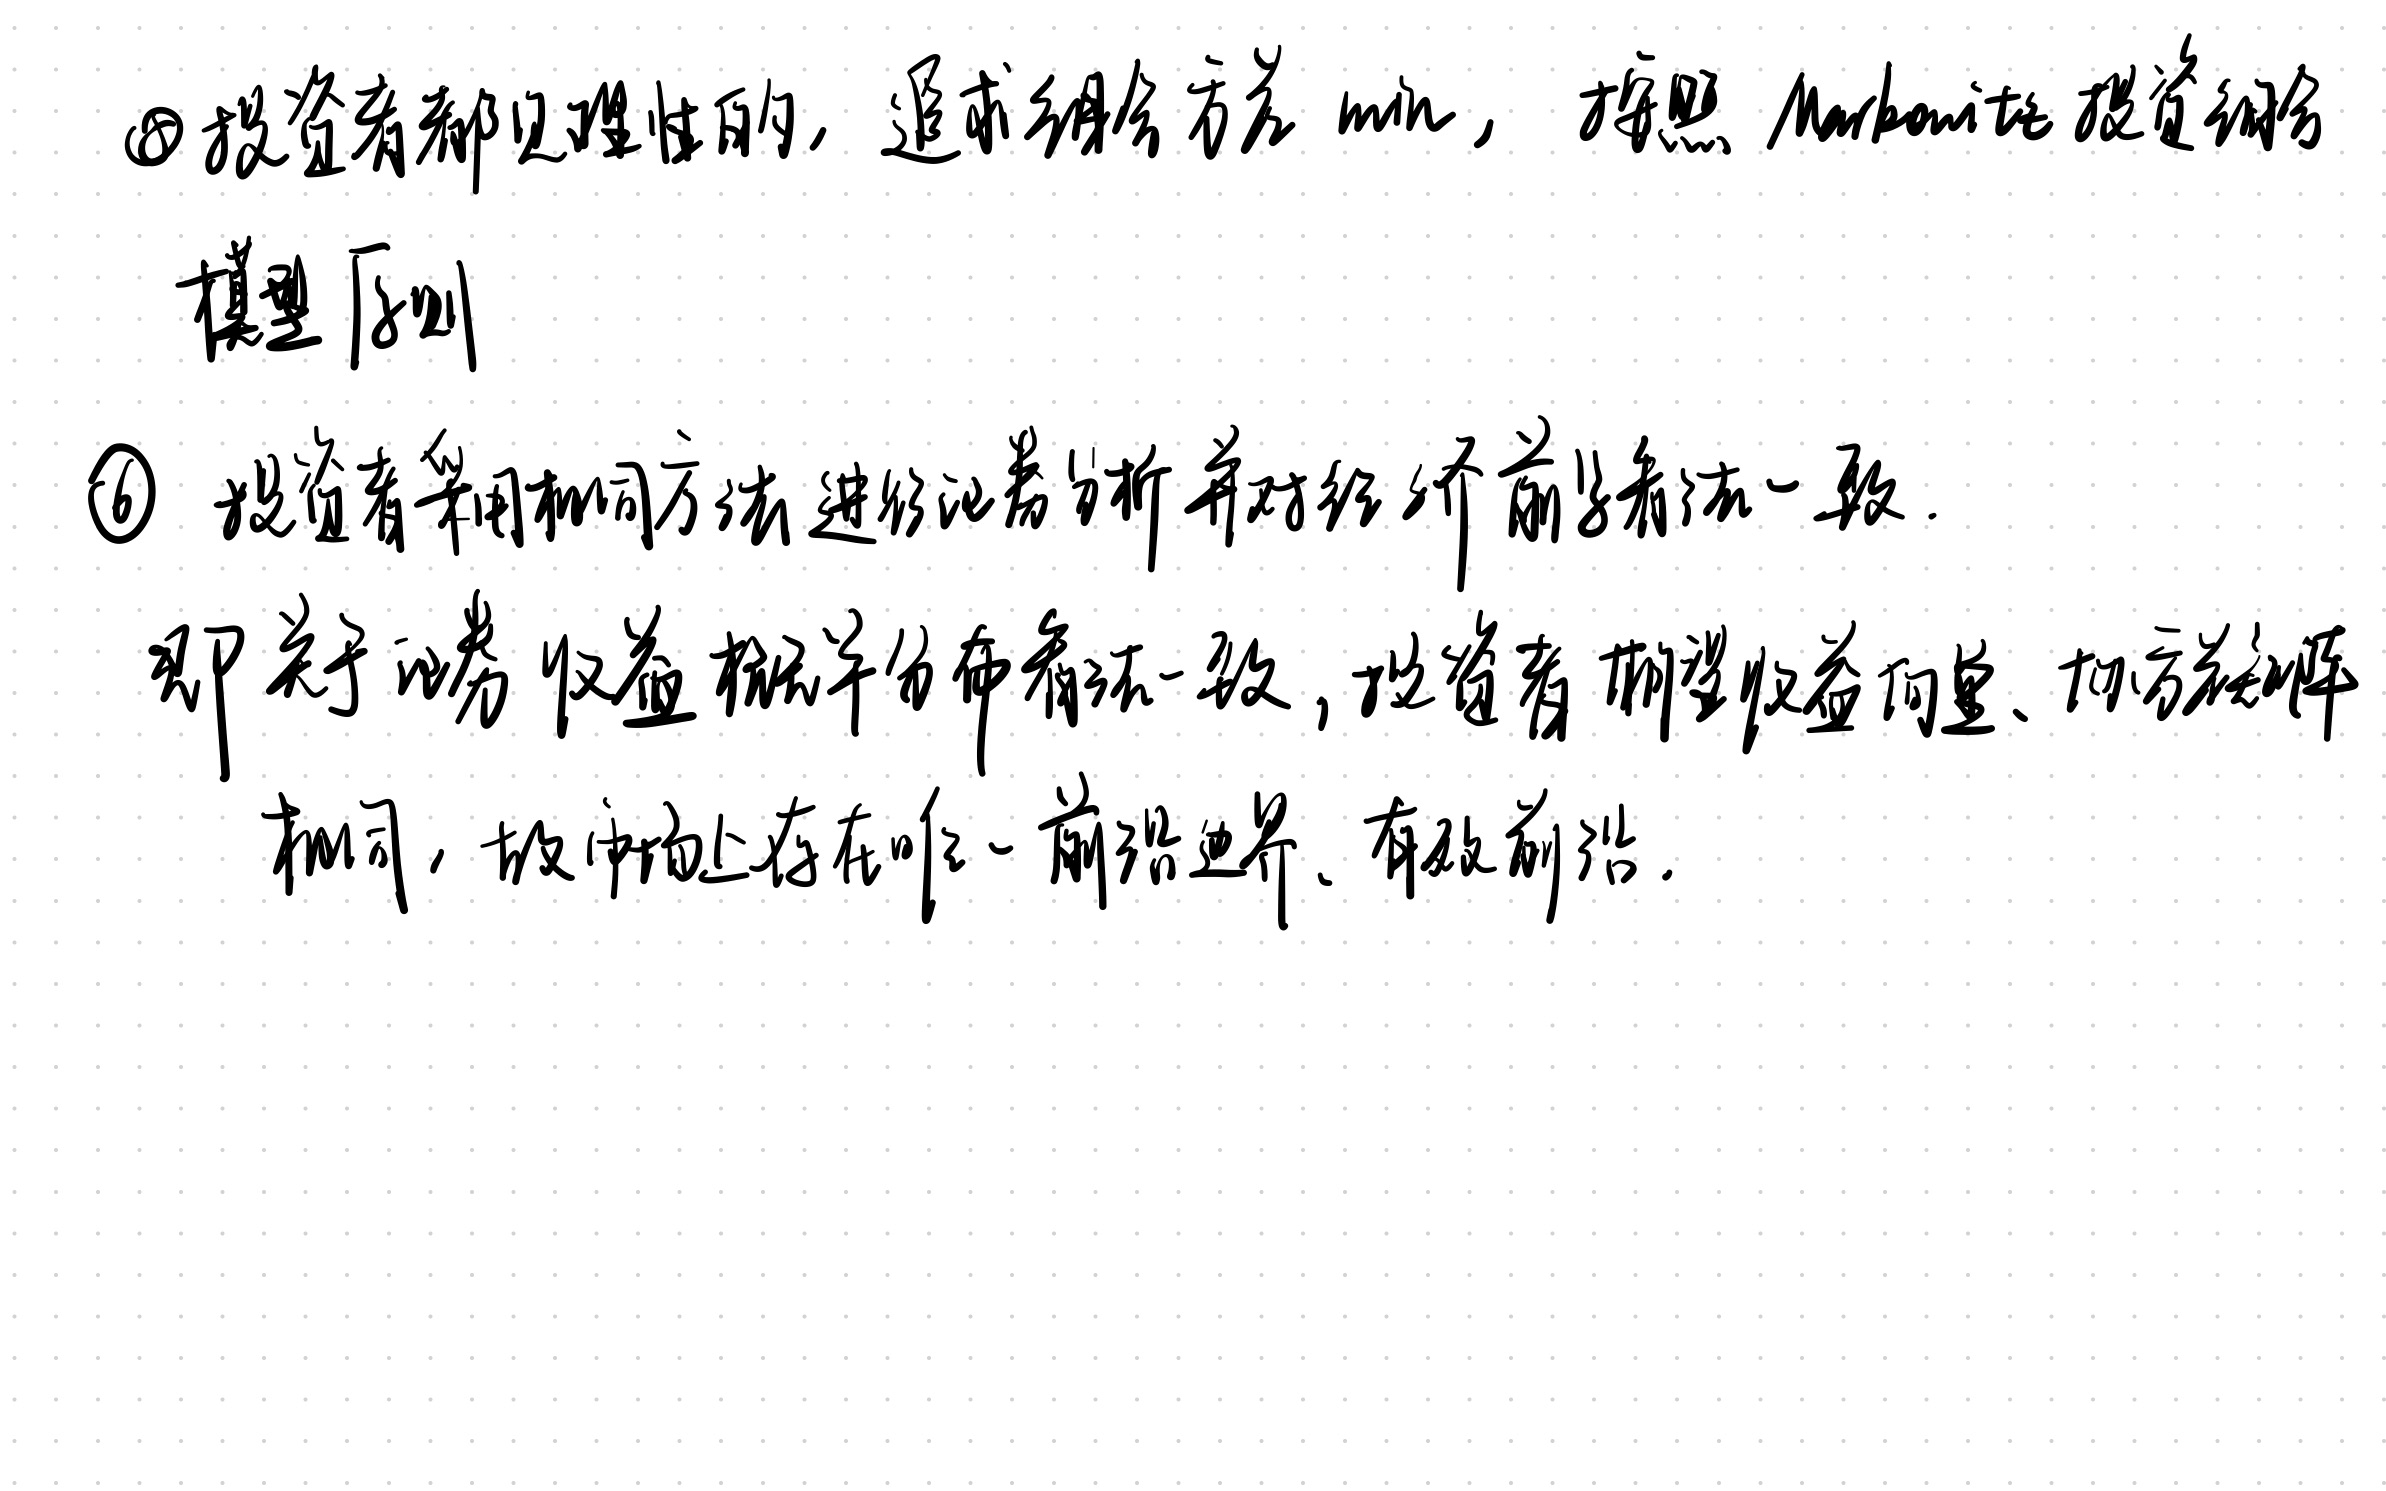 ⑧ 投资者都是理性的, 追求组合方差 min, 按照 Markowitz 投资组合
模型 原则
⑥ 投资者采用相同方法进行证券分析并对经济前景看法一致.
即关于证券收益概率分布看法一致, 投资者期望收益估值、协方差矩阵
相同, 故市场还存在唯一前沿边界、有效前沿.